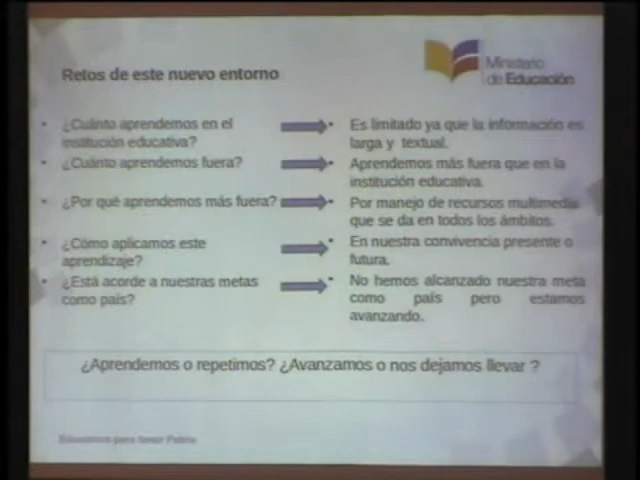 Retos de este nuevo entorno
Ministerio
de Educación
• ¿Cuánto aprendemos en el
institución educativa?
• Es limitado ya que la información es
larga y textual.
• ¿Cuánto aprendemos fuera?
• Aprendemos más fuera que en la
institución educativa.
• ¿Por qué aprendemos más fuera?
• Por manejo de recursos multimedia
que se da en todos los ámbitos.
• ¿Cómo aplicamos este
aprendizaje?
• En nuestra convivencia presente o
futura.
• ¿Está acorde a nuestras metas
como país?
• No hemos alcanzado nuestra meta
como país pero estamos
avanzando.
¿Aprendemos o repetimos? ¿Avanzamos o nos dejamos llevar ?
Educamos para tener Patria